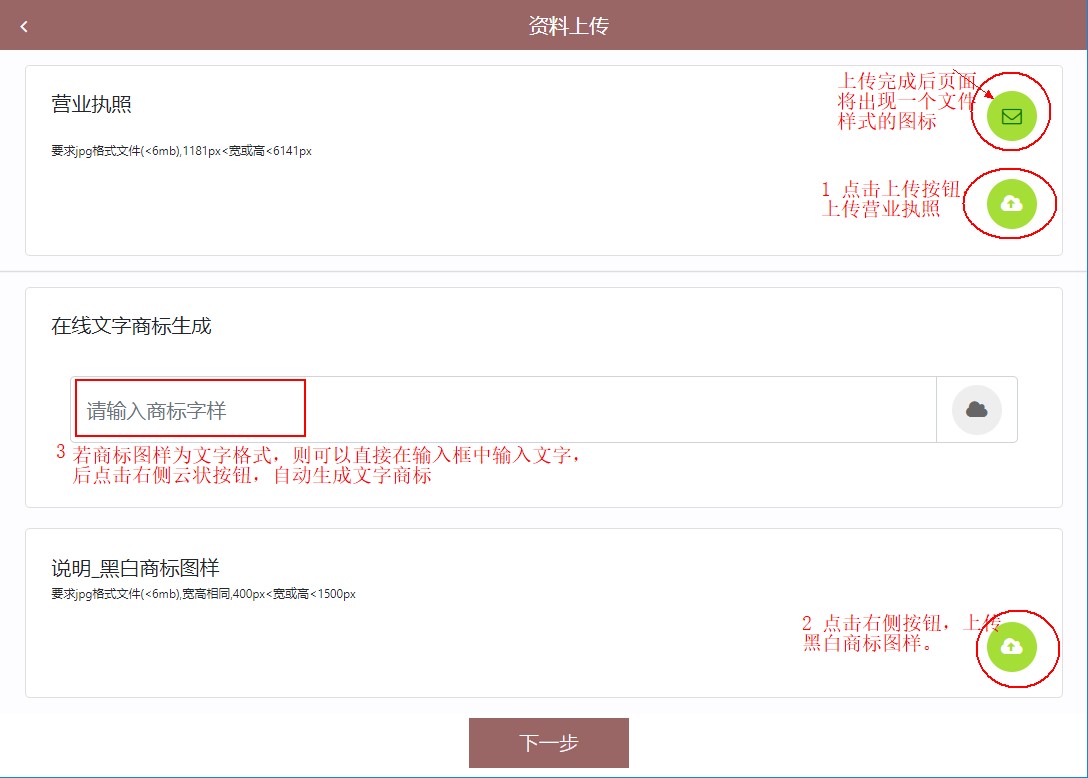 资料上传
营业执照
上传完成后页面
将出现一个文件
样式的图标
要求jpg格式文件(<6mb),1181px<宽或高<6141px
1 点击上传按钮
上传营业执照
在线文字商标生成
请输入商标字样
3 若商标图样为文字格式，则可以直接在输入框中输入文字，
后点击右侧云状按钮，自动生成文字商标
说明_黑白商标图样
要求jpg格式文件(<6mb),宽高相同,400px<宽或高<1500px
2 点击右侧按钮，上传
黑白商标图样。
下一步